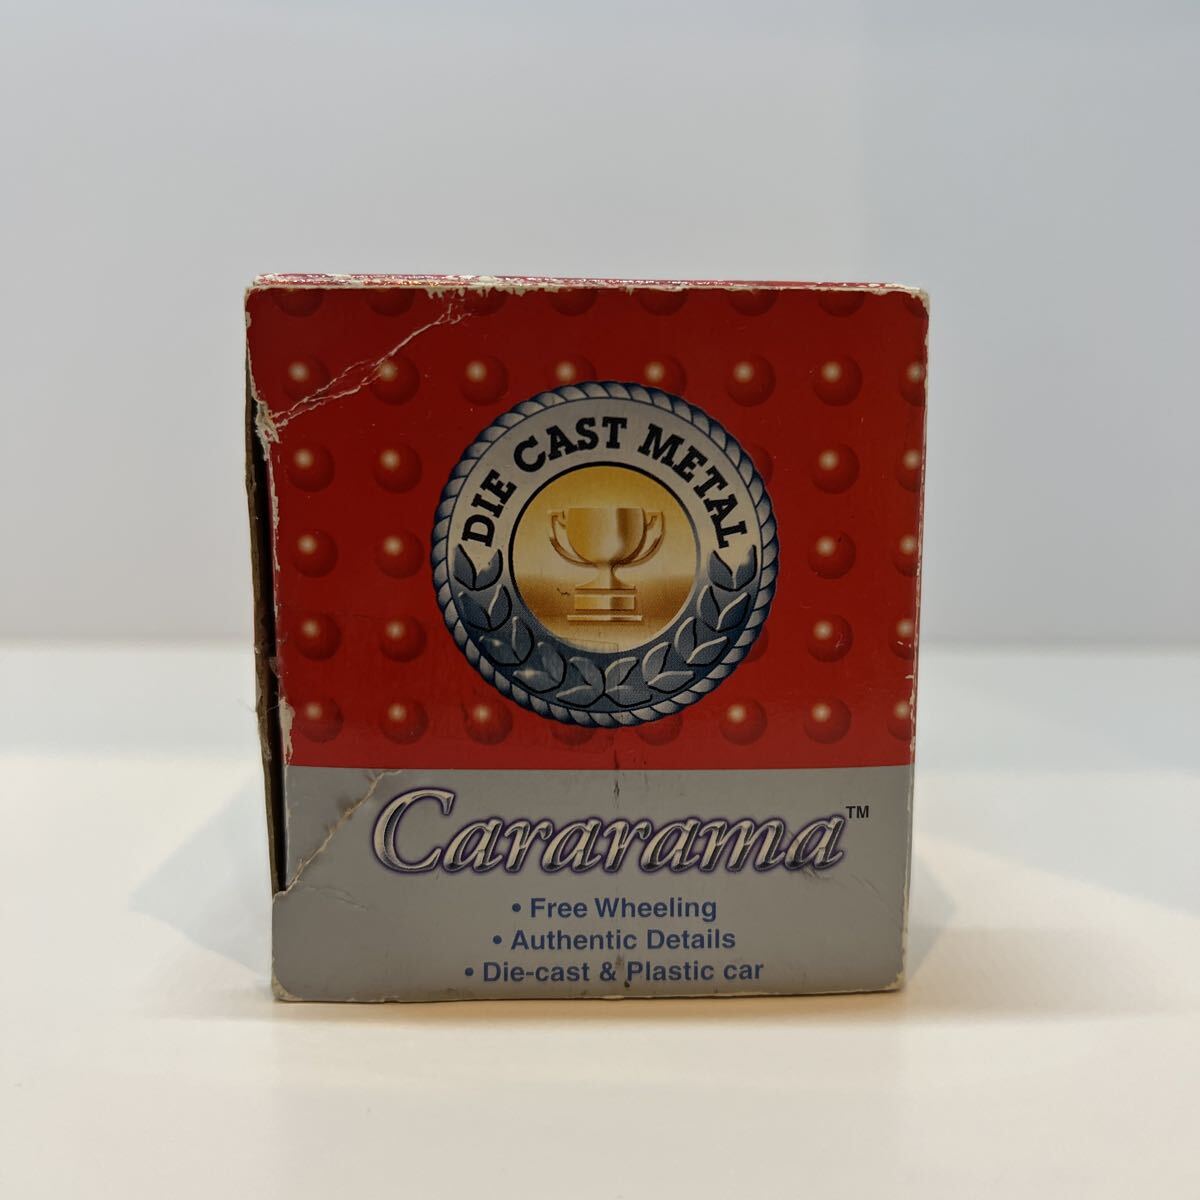 DIE CAST METAL
Cararama™
• Free Wheeling
• Authentic Details
• Die-cast & Plastic car